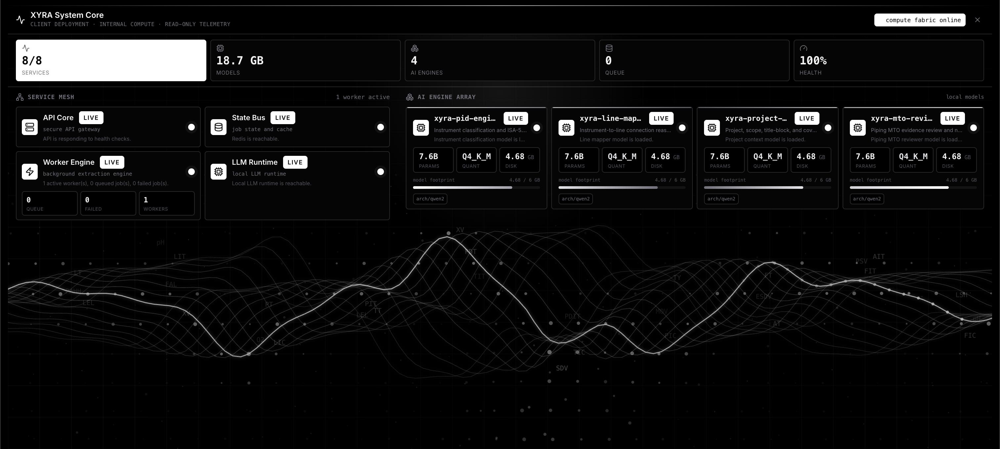 XYRA System Core
CLIENT DEPLOYMENT · INTERNAL COMPUTE · READ-ONLY TELEMETRY
compute fabric online
8/8
SERVICES
18.7 GB
MODELS
4
AI ENGINES
0
QUEUE
100%
HEALTH
SERVICE MESH
1 worker active
API Core LIVE
secure API gateway
API is responding to health checks.
State Bus LIVE
job state and cache
Redis is reachable.
Worker Engine LIVE
background extraction engine
1 active worker(s), 0 queued job(s), 0 failed job(s).
0
QUEUE
0
FAILED
1
WORKERS
LLM Runtime LIVE
local LLM runtime
Local LLM runtime is reachable.
AI ENGINE ARRAY
local models
xyra-pid-engi… LIVE
Instrument classification and ISA-5.…
Instrument classification model is l…
7.6B
PARAMS
Q4_K_M
QUANT
4.68 GB
DISK
model footprint
4.68 / 6 GB
arch/qwen2
xyra-line-map… LIVE
Instrument-to-line connection reas…
Line mapper model is loaded.
7.6B
PARAMS
Q4_K_M
QUANT
4.68 GB
DISK
model footprint
4.68 / 6 GB
arch/qwen2
xyra-project-… LIVE
Project, scope, title-block, and cov…
Project context model is loaded.
7.6B
PARAMS
Q4_K_M
QUANT
4.68 GB
DISK
model footprint
4.68 / 6 GB
arch/qwen2
xyra-mto-revi… LIVE
Piping MTO evidence review and n…
Piping MTO reviewer model is load…
7.6B
PARAMS
Q4_K_M
QUANT
4.68 GB
DISK
model footprint
4.68 / 6 GB
arch/qwen2
XV
pH
PDT
LIT
AIT
PSV
FIT
LT
TIT
TY
FT
FAL
LSH
ESDV
LEL
PT
PIT
TT
MOV
XV
LEL
PDIT
AT
PIC
FIC
O2
LIC
TIC
SDV